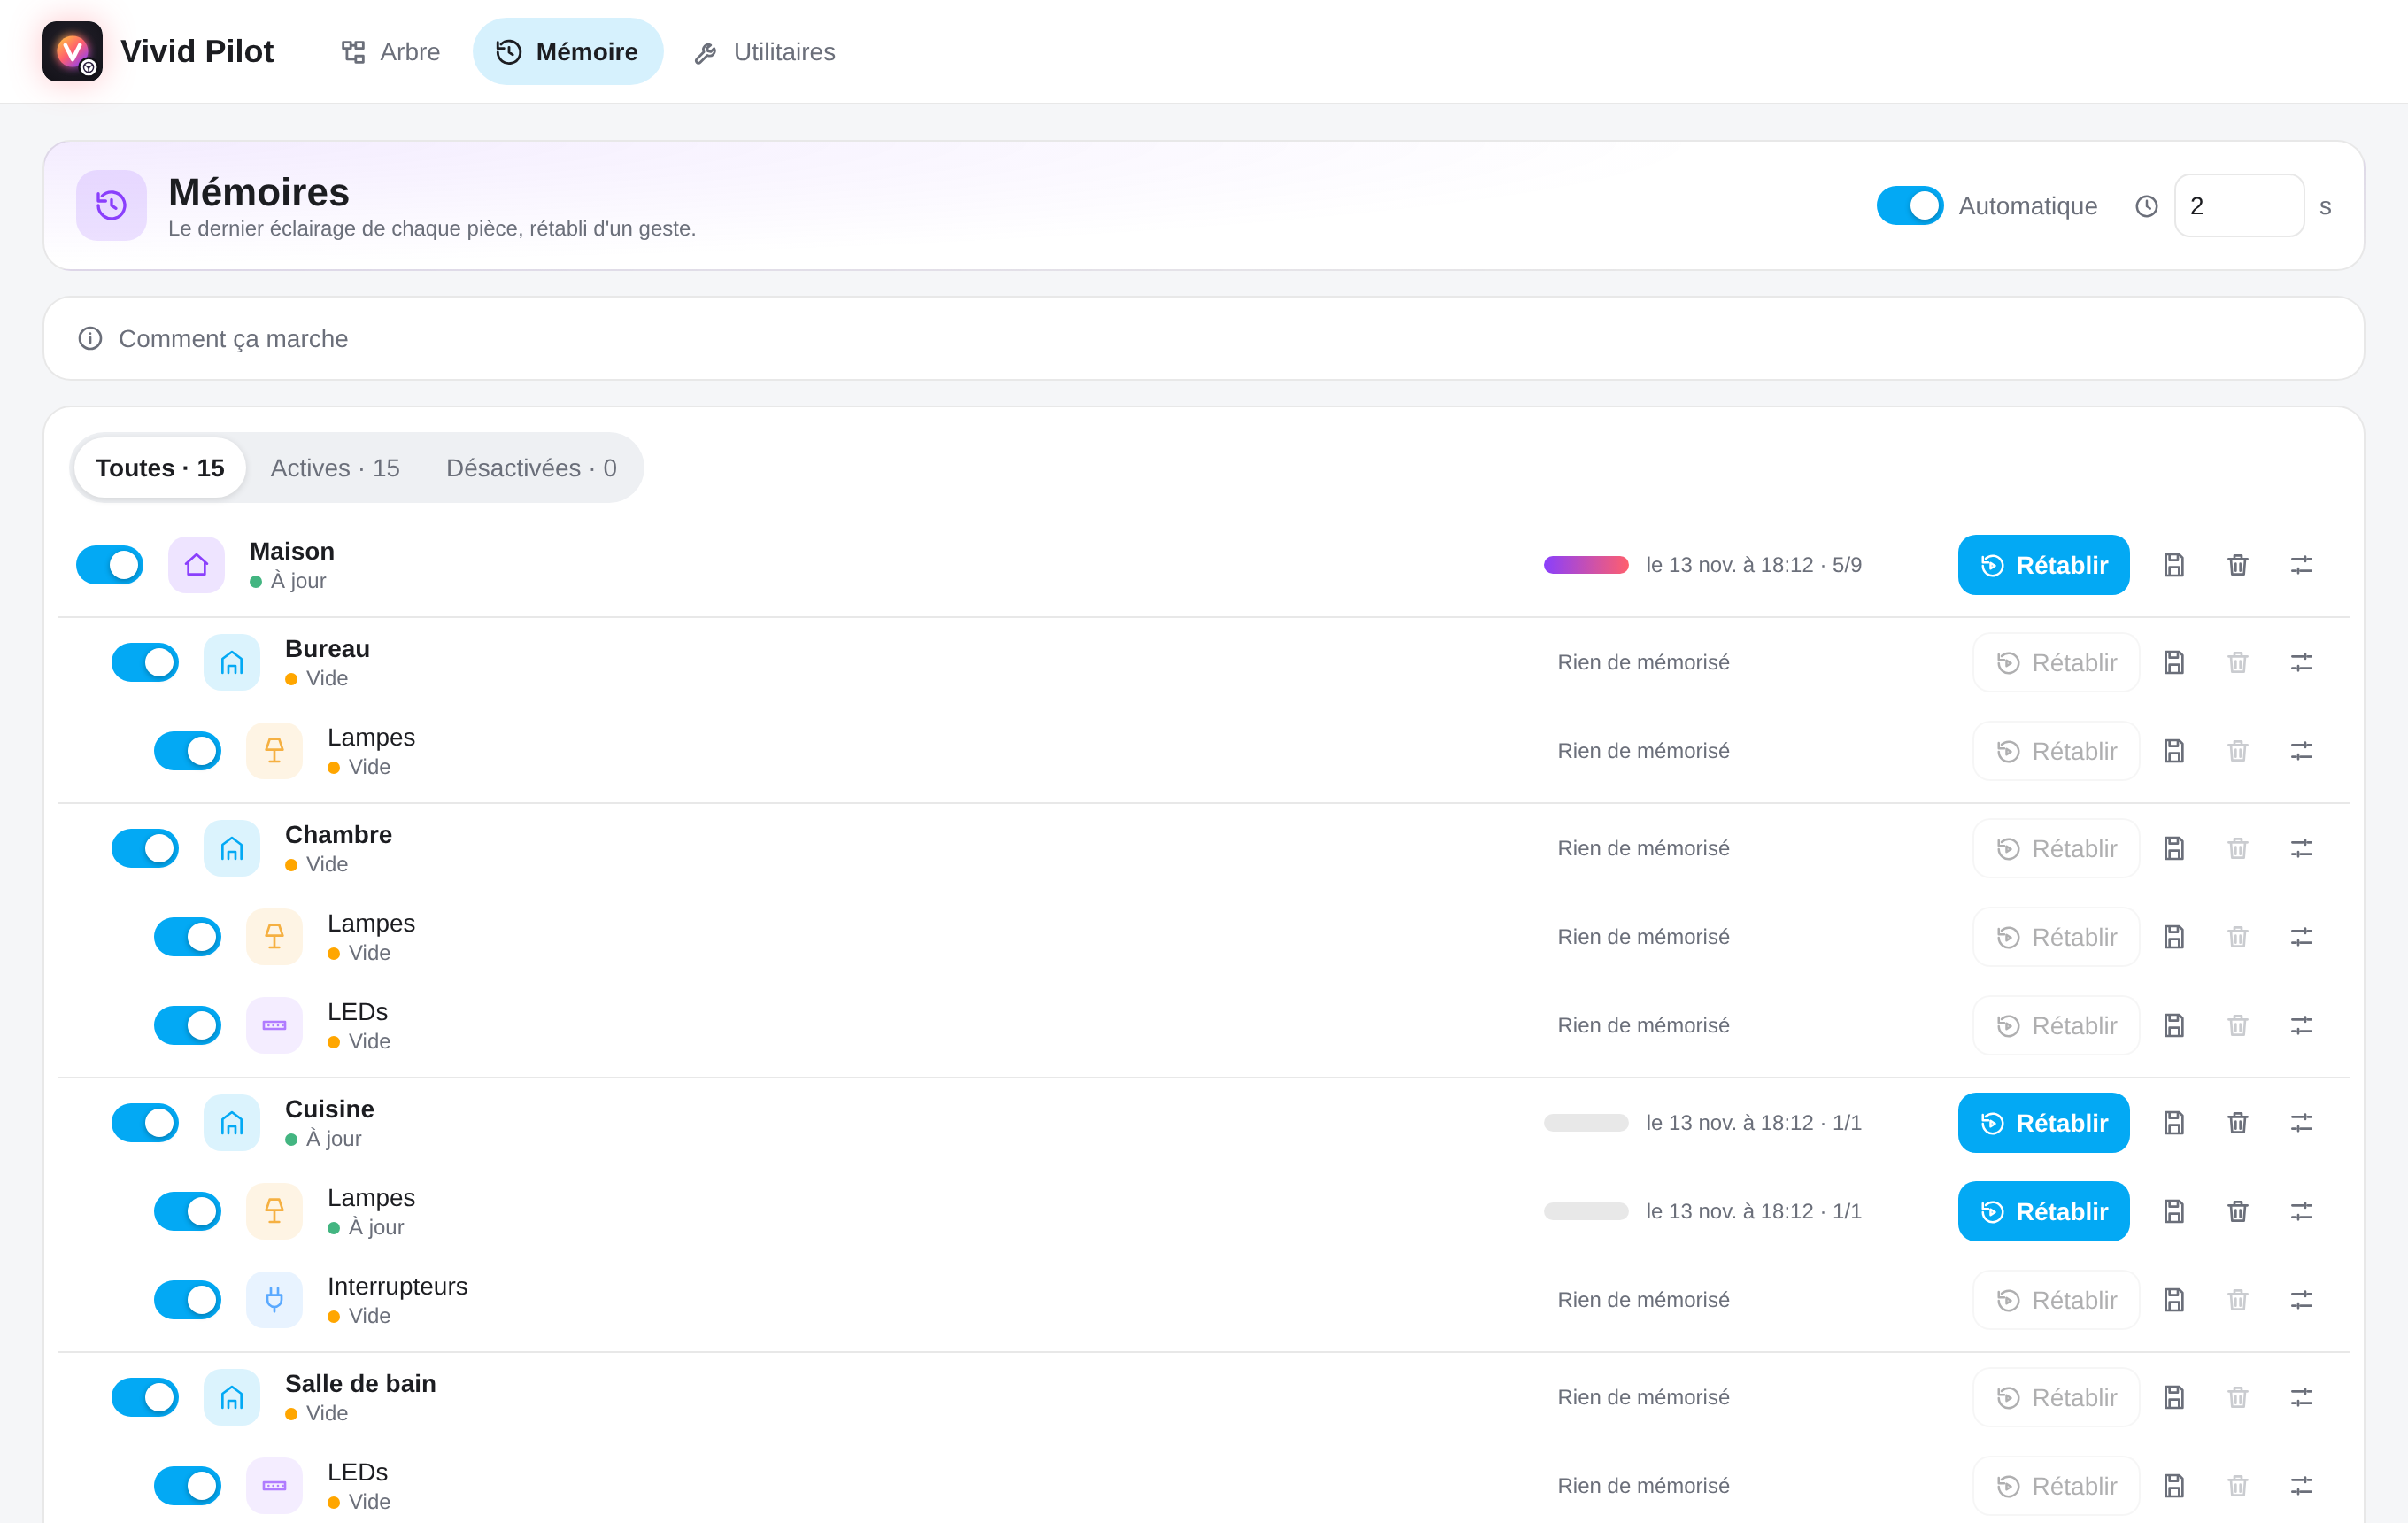 Vivid Pilot
Arbre
Mémoire
Utilitaires
Mémoires
Le dernier éclairage de chaque pièce, rétabli d'un geste.
Automatique
2
s
Comment ça marche
Toutes · 15
Actives · 15
Désactivées · 0
Maison
À jour
le 13 nov. à 18:12 · 5/9
Rétablir
Bureau
Vide
Rien de mémorisé
Rétablir
Lampes
Vide
Rien de mémorisé
Rétablir
Chambre
Vide
Rien de mémorisé
Rétablir
Lampes
Vide
Rien de mémorisé
Rétablir
LEDs
Vide
Rien de mémorisé
Rétablir
Cuisine
À jour
le 13 nov. à 18:12 · 1/1
Rétablir
Lampes
À jour
le 13 nov. à 18:12 · 1/1
Rétablir
Interrupteurs
Vide
Rien de mémorisé
Rétablir
Salle de bain
Vide
Rien de mémorisé
Rétablir
LEDs
Vide
Rien de mémorisé
Rétablir